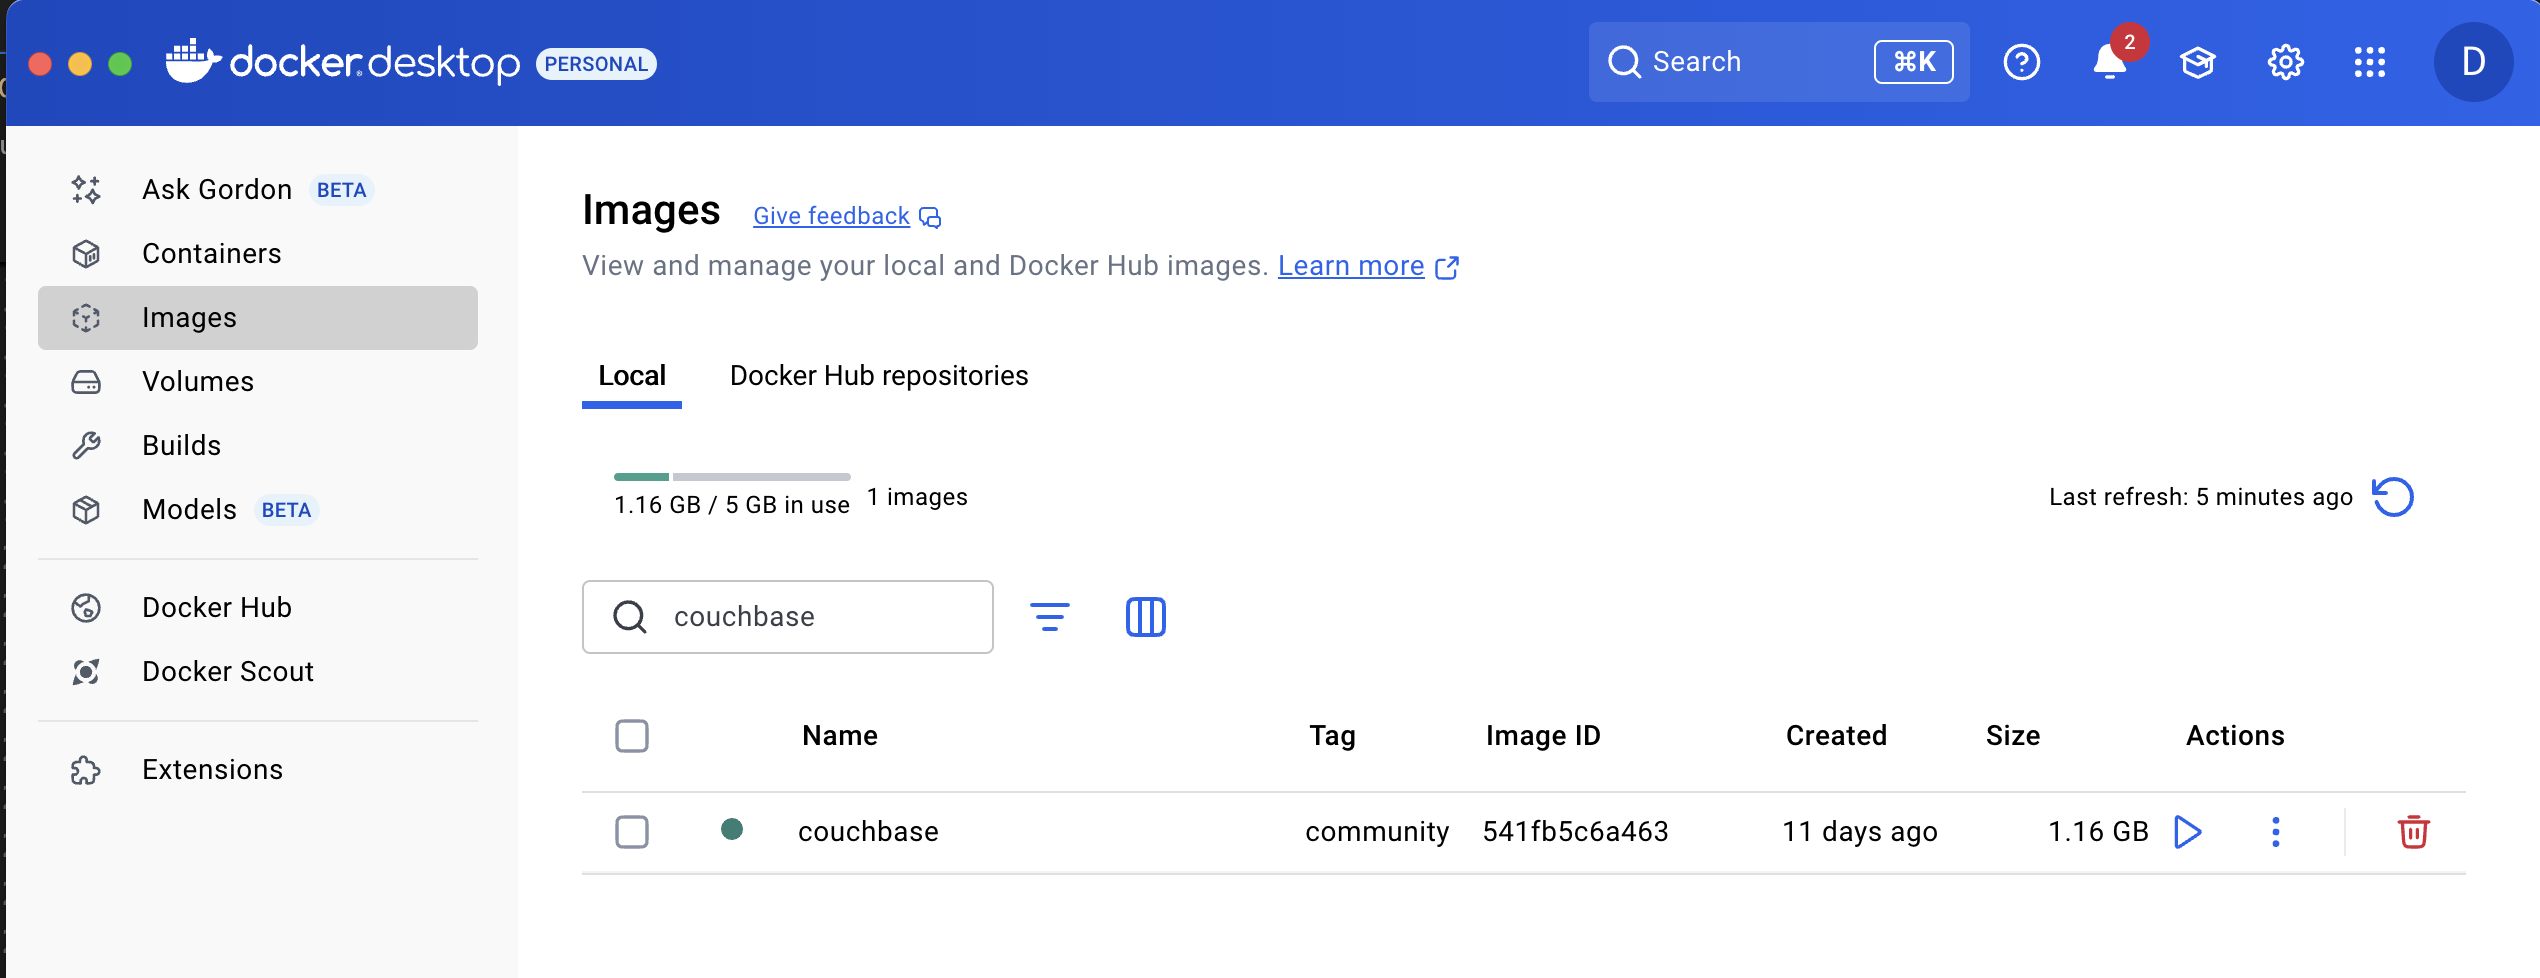 docker desktop PERSONAL
Search ⌘K
2
D
Ask Gordon BETA
Containers
Images
Volumes
Builds
Models BETA
Docker Hub
Docker Scout
Extensions
Images Give feedback
View and manage your local and Docker Hub images. Learn more
Local Docker Hub repositories
1.16 GB / 5 GB in use 1 images
Last refresh: 5 minutes ago
couchbase
Name Tag Image ID Created Size Actions
couchbase community 541fb5c6a463 11 days ago 1.16 GB